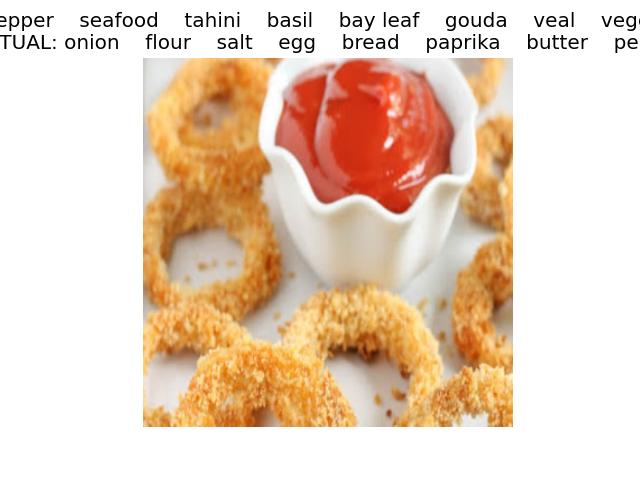 epper seafood tahini basil bay leaf gouda veal veg
TUAL: onion flour salt egg bread paprika butter pe